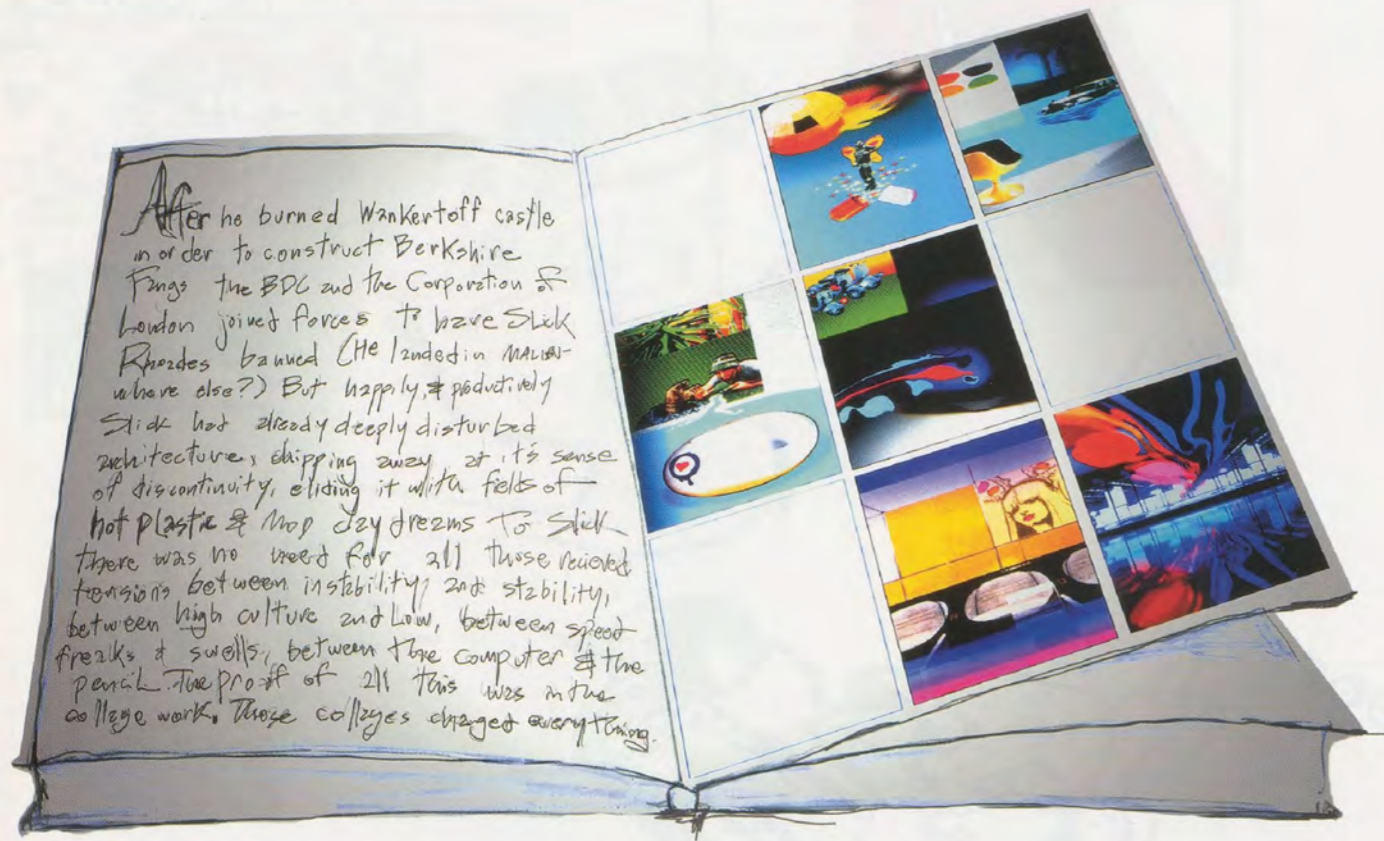 After he burned Wankertoff castle
in order to construct Berkshire
Fangs the BDC and the Corporation of
London joined forces to have Slick
Rhoades banned (He landed in MALIBU-
where else?) But happily, & productively
Slick had already deeply disturbed
architecture, chipping away at it's sense
of discontinuity, eliding it with fields of
hot plastic & Mop day dreams To Slick
there was no need for all those recieved
tensions between instability, and stability,
between high culture and Low, between speed
freaks & swells, between the computer & the
pencil. The proof of all this was in the
collage work. Those collages changed everything.